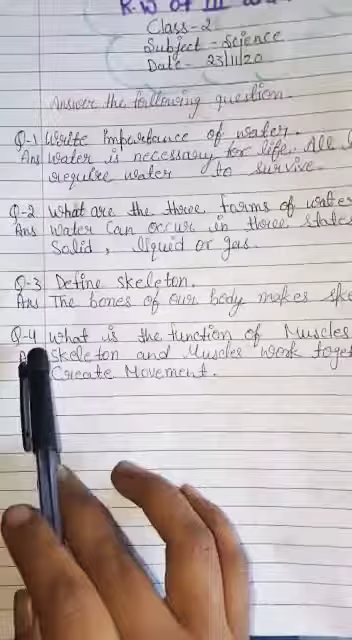 R.W of III
Class-2
Subject - Science
Date- 23/11/20
Answer the following question.
Q-1 Write importance of water.
Ans Water is necessary for life. All
require water to survive.
Q-2 What are the three forms of water
Ans Water can occur in three states
Solid, liquid or gas.
Q-3 Define skeleton.
Ans The bones of our body makes ske
Q-4 What is the function of Muscles
Skeleton and Muscles work toget
Create Movement.